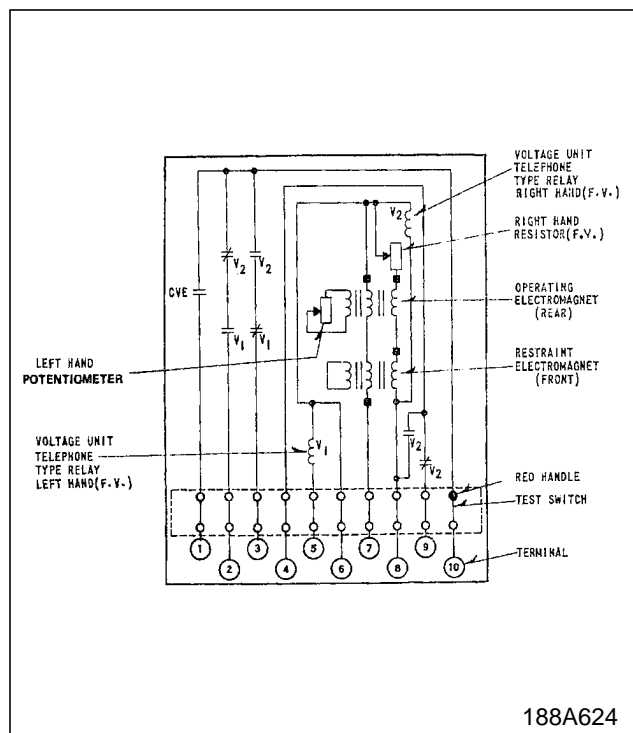 VOLTAGE UNIT
TELEPHONE
TYPE RELAY
RIGHT HAND(F.V.)
V2
RIGHT HAND
RESISTOR(F.V.)
V2
V2
CVE
OPERATING
ELECTROMAGNET
(REAR)
V1
V1
LEFT HAND
POTENTIOMETER
RESTRAINT
ELECTROMAGNET
(FRONT)
VOLTAGE UNIT
TELEPHONE
TYPE RELAY
LEFT HAND(F.V.)
V1
V2
V2
RED HANDLE
TEST SWITCH
1
2
3
4
5
6
7
8
9
10
TERMINAL
188A624